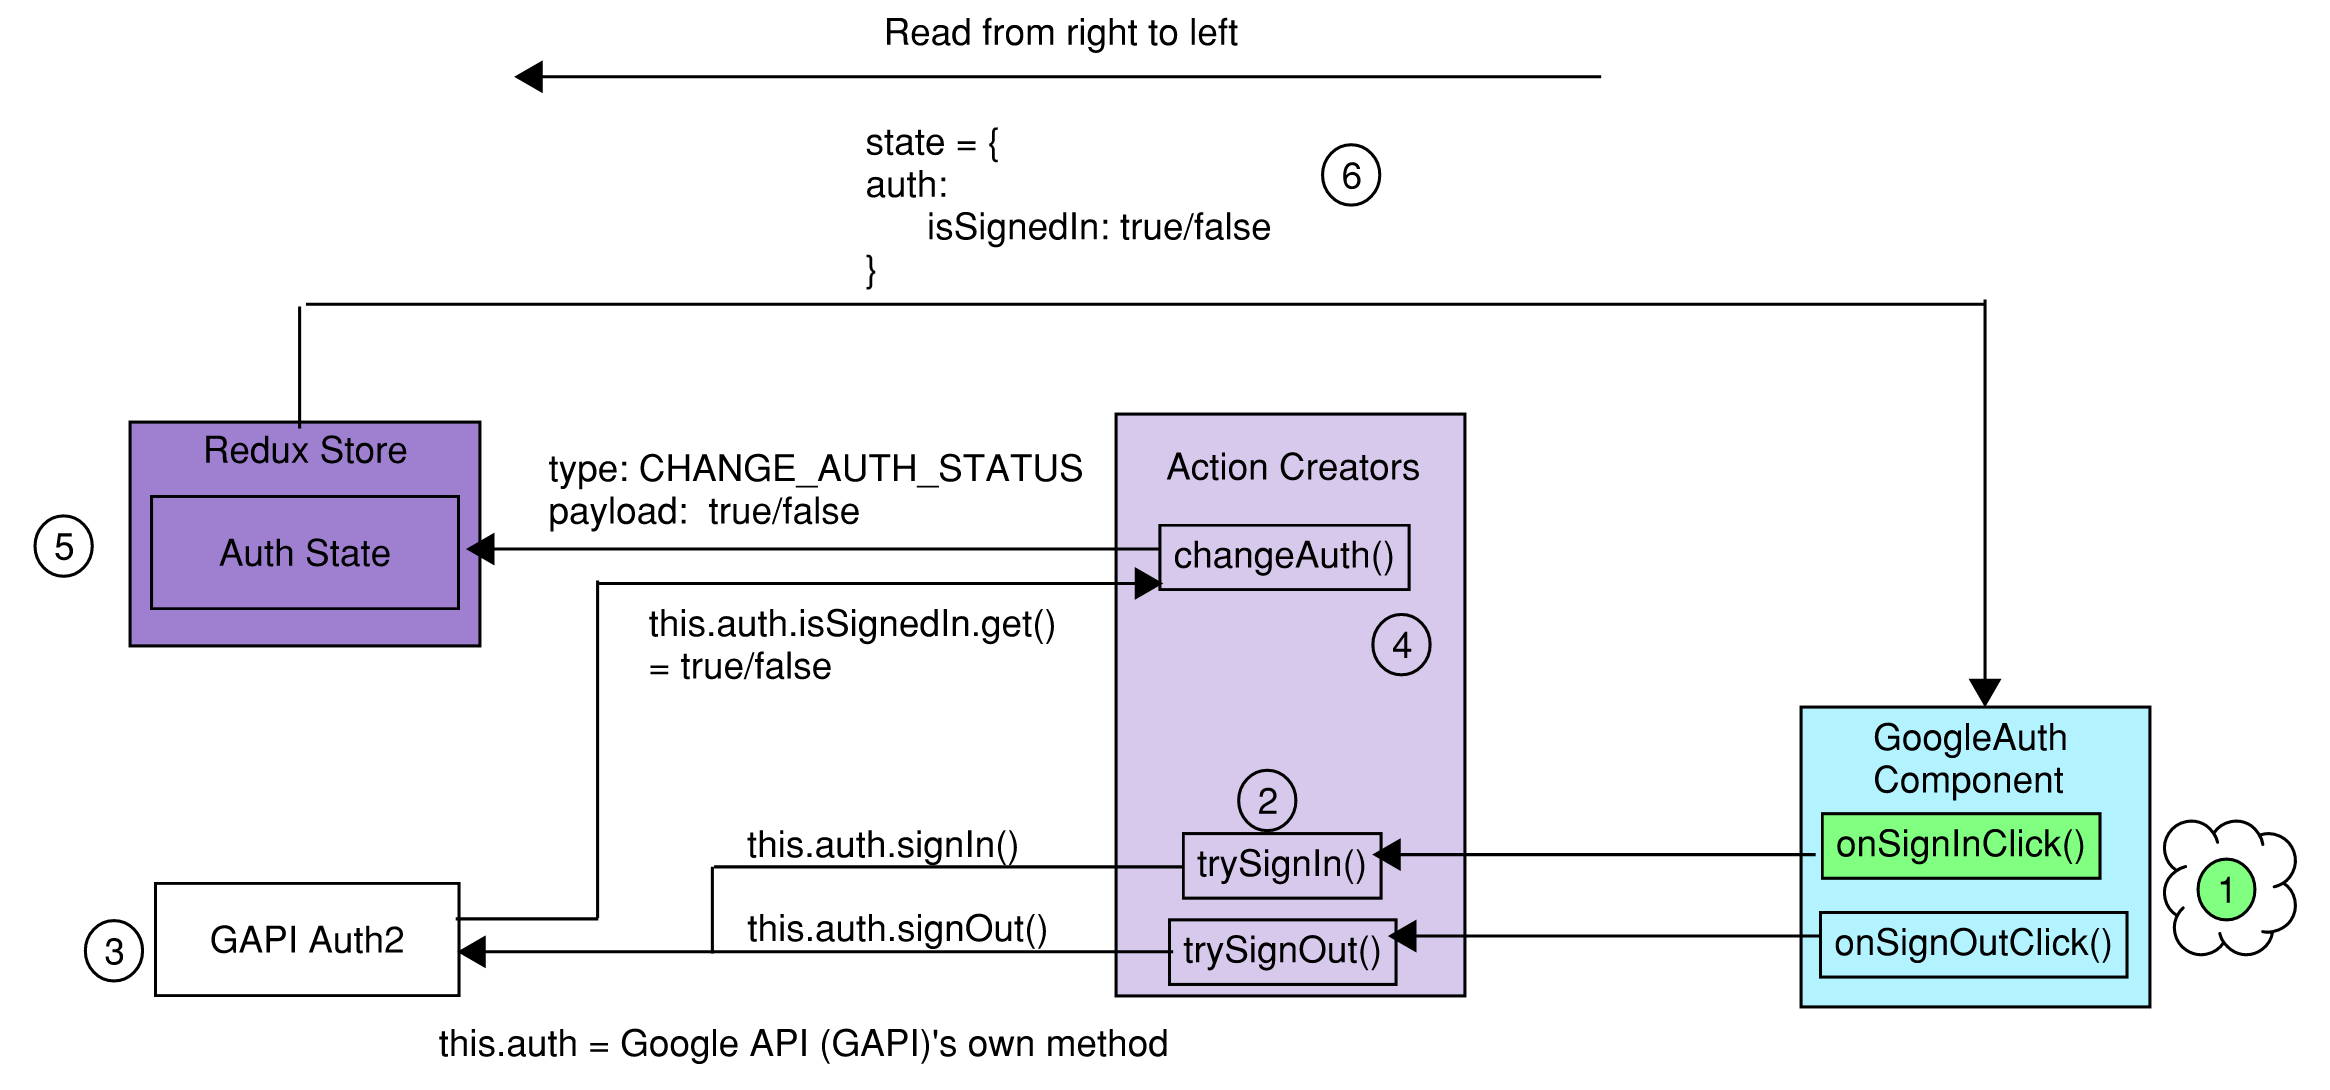 Read from right to left
state = {
auth:
isSignedIn: true/false
}
6
Redux Store
Auth State
5
type: CHANGE_AUTH_STATUS
payload:  true/false
Action Creators
changeAuth()
4
this.auth.isSignedIn.get()
= true/false
GoogleAuth
Component
onSignInClick()
onSignOutClick()
1
2
trySignIn()
trySignOut()
this.auth.signIn()
this.auth.signOut()
GAPI Auth2
3
this.auth = Google API (GAPI)'s own method